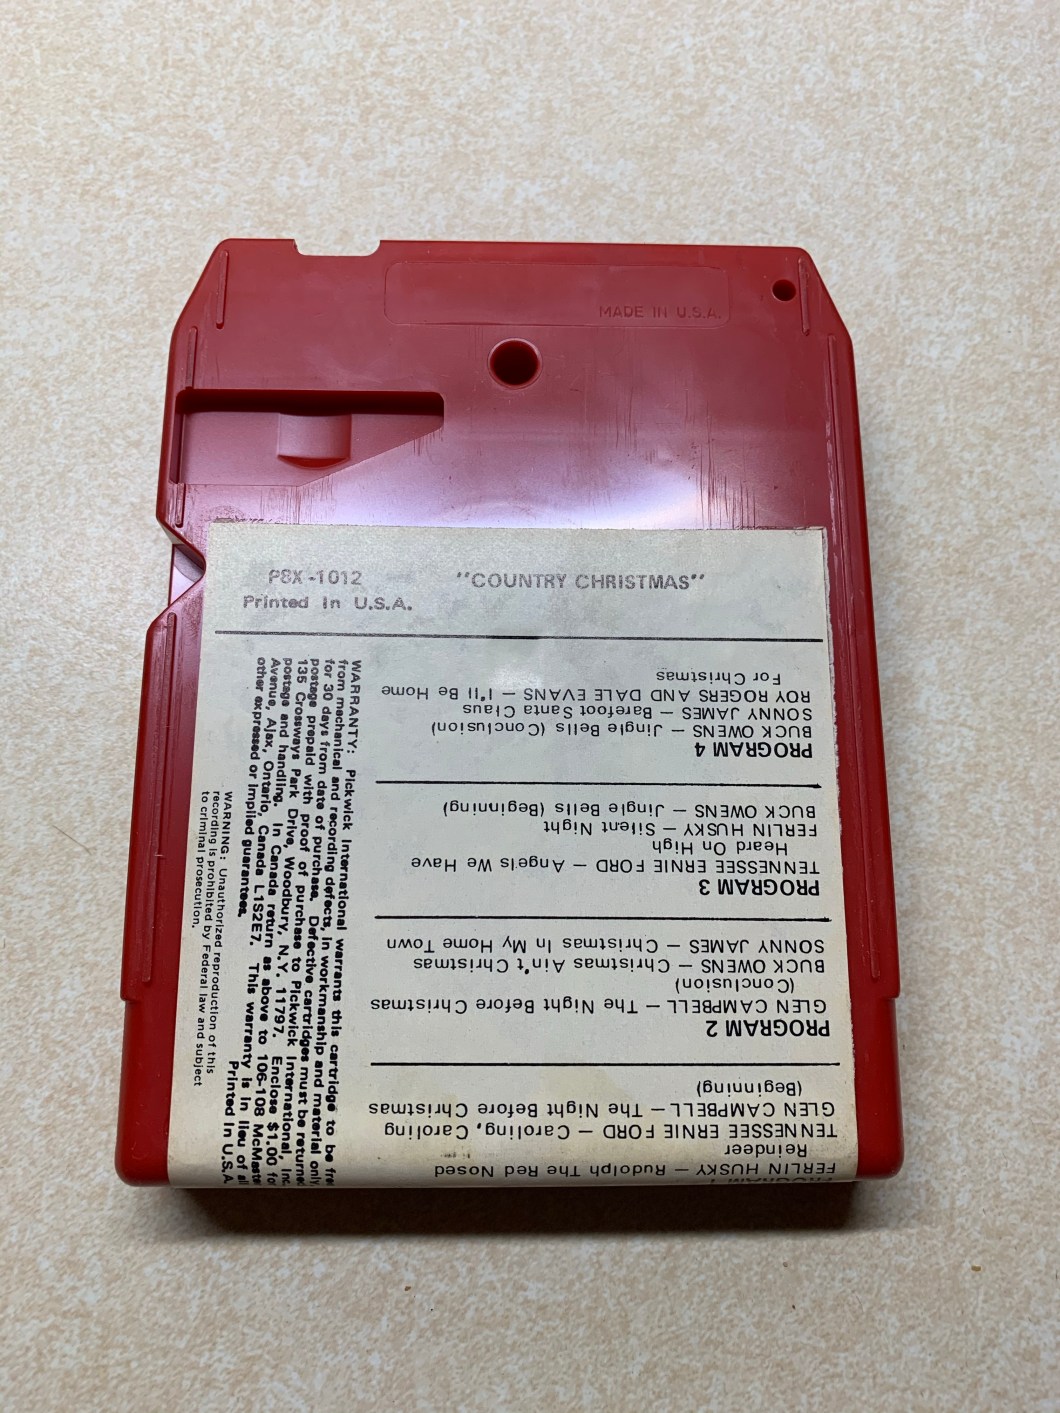 MADE IN U.S.A.
P8X-1012
"COUNTRY CHRISTMAS"
Printed In U.S.A.
PROGRAM 1
FERLIN HUSKY — Rudolph The Red Nosed
Reindeer
TENNESSEE ERNIE FORD — Caroling, Caroling
GLEN CAMPBELL — The Night Before Christmas
(Beginning)
PROGRAM 2
GLEN CAMPBELL — The Night Before Christmas
(Conclusion)
BUCK OWENS — Christmas Ain't Christmas
SONNY JAMES — Christmas In My Home Town
PROGRAM 3
TENNESSEE ERNIE FORD — Angels We Have
Heard On High
FERLIN HUSKY — Silent Night
BUCK OWENS — Jingle Bells (Beginning)
PROGRAM 4
BUCK OWENS — Jingle Bells (Conclusion)
SONNY JAMES — Barefoot Santa Claus
ROY ROGERS AND DALE EVANS — I'll Be Home
For Christmas
WARRANTY: Pickwick International warrants this cartridge to be fre
from mechanical and recording defects, in workmanship and material only,
for 30 days from date of purchase. Defective cartridges must be returned
postage prepaid with proof of purchase to Pickwick International, Inc.
135 Crossways Park Drive, Woodbury, N.Y. 11797. Enclose $1.00 fo
postage and handling. In Canada return as above to 106-108 McMaste
Avenue, Ajax, Ontario, Canada L1S2E7. This warranty is in lieu of al
other expressed or implied guarantees.
Printed In U.S.A.
WARNING: Unauthorized reproduction of this
recording is prohibited by Federal law and subject
to criminal prosecution.